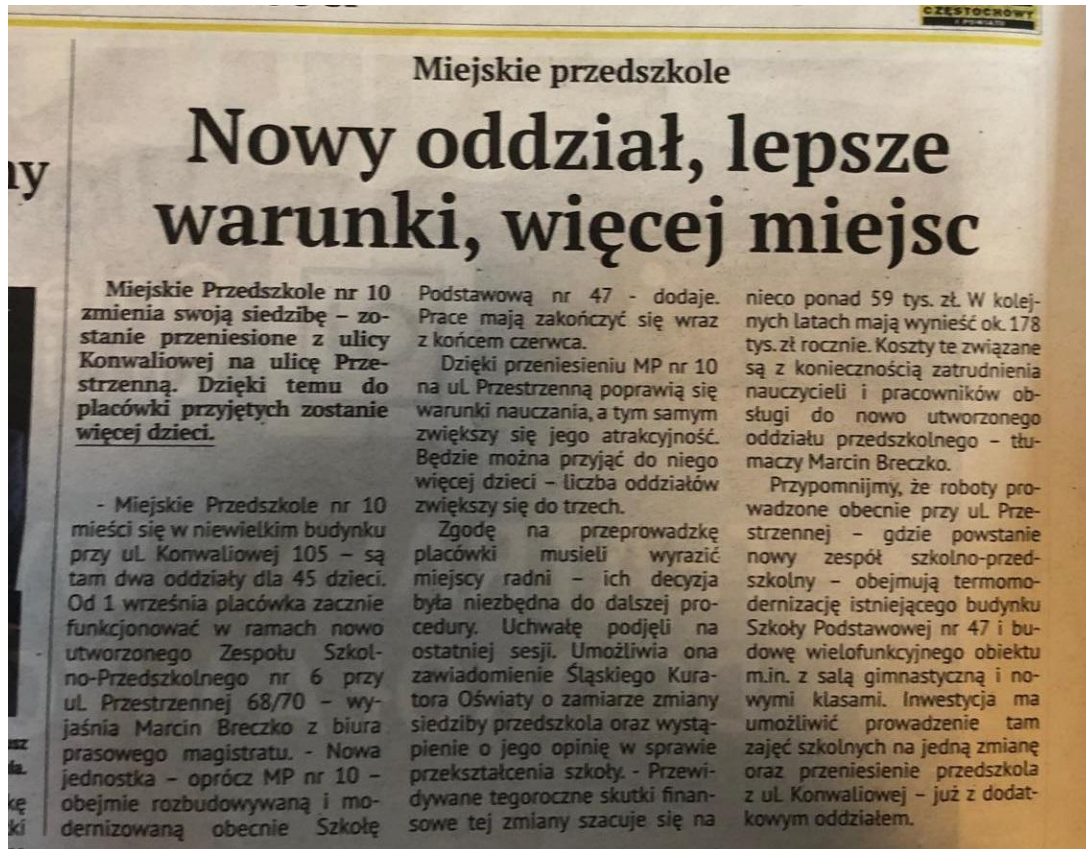 CZĘSTOCHOWY
I POWIATU
Miejskie przedszkole
Nowy oddział, lepsze
warunki, więcej miejsc
ny
Miejskie Przedszkole nr 10
zmienia swoją siedzibę – zo-
stanie przeniesione z ulicy
Konwaliowej na ulicę Prze-
strzenną. Dzięki temu do
placówki przyjętych zostanie
więcej dzieci.
- Miejskie Przedszkole nr 10
mieści się w niewielkim budynku
przy ul. Konwaliowej 105 – są
tam dwa oddziały dla 45 dzieci.
Od 1 września placówka zacznie
funkcjonować w ramach nowo
utworzonego Zespołu Szkol-
no-Przedszkolnego nr 6 przy
ul. Przestrzennej 68/70 – wy-
jaśnia Marcin Breczko z biura
prasowego magistratu. - Nowa
jednostka – oprócz MP nr 10 –
obejmie rozbudowywaną i mo-
dernizowaną obecnie Szkołę
Podstawową nr 47 - dodaje.
Prace mają zakończyć się wraz
z końcem czerwca.
Dzięki przeniesieniu MP nr 10
na ul. Przestrzenną poprawią się
warunki nauczania, a tym samym
zwiększy się jego atrakcyjność.
Będzie można przyjąć do niego
więcej dzieci – liczba oddziałów
zwiększy się do trzech.
Zgodę na przeprowadzkę
placówki musieli wyrazić
miejscy radni – ich decyzja
była niezbędna do dalszej pro-
cedury. Uchwałę podjęli na
ostatniej sesji. Umożliwia ona
zawiadomienie Śląskiego Kura-
tora Oświaty o zamiarze zmiany
siedziby przedszkola oraz wystą-
pienie o jego opinię w sprawie
przekształcenia szkoły. - Przewi-
dywane tegoroczne skutki finan-
sowe tej zmiany szacuje się na
nieco ponad 59 tys. zł. W kolej-
nych latach mają wynieść ok. 178
tys. zł rocznie. Koszty te związane
są z koniecznością zatrudnienia
nauczycieli i pracowników ob-
sługi do nowo utworzonego
oddziału przedszkolnego – tłu-
maczy Marcin Breczko.
Przypomnijmy, że roboty pro-
wadzone obecnie przy ul. Prze-
strzennej – gdzie powstanie
nowy zespół szkolno-przed-
szkolny – obejmują termomo-
dernizację istniejącego budynku
Szkoły Podstawowej nr 47 i bu-
dowę wielofunkcyjnego obiektu
m.in. z salą gimnastyczną i no-
wymi klasami. Inwestycja ma
umożliwić prowadzenie tam
zajęć szkolnych na jedną zmianę
oraz przeniesienie przedszkola
z ul. Konwaliowej – już z dodat-
kowym oddziałem.